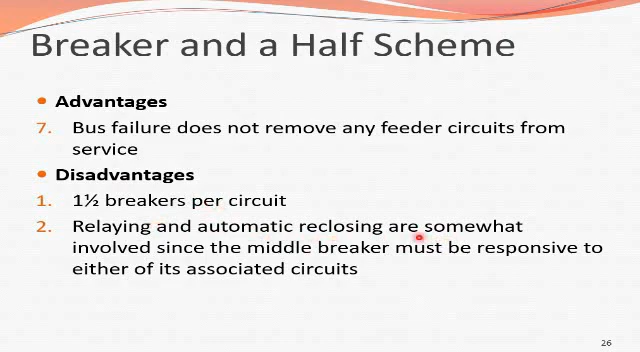 Breaker and a Half Scheme
• Advantages
7. Bus failure does not remove any feeder circuits from
service
• Disadvantages
1. 1½ breakers per circuit
2. Relaying and automatic reclosing are somewhat
involved since the middle breaker must be responsive to
either of its associated circuits
26